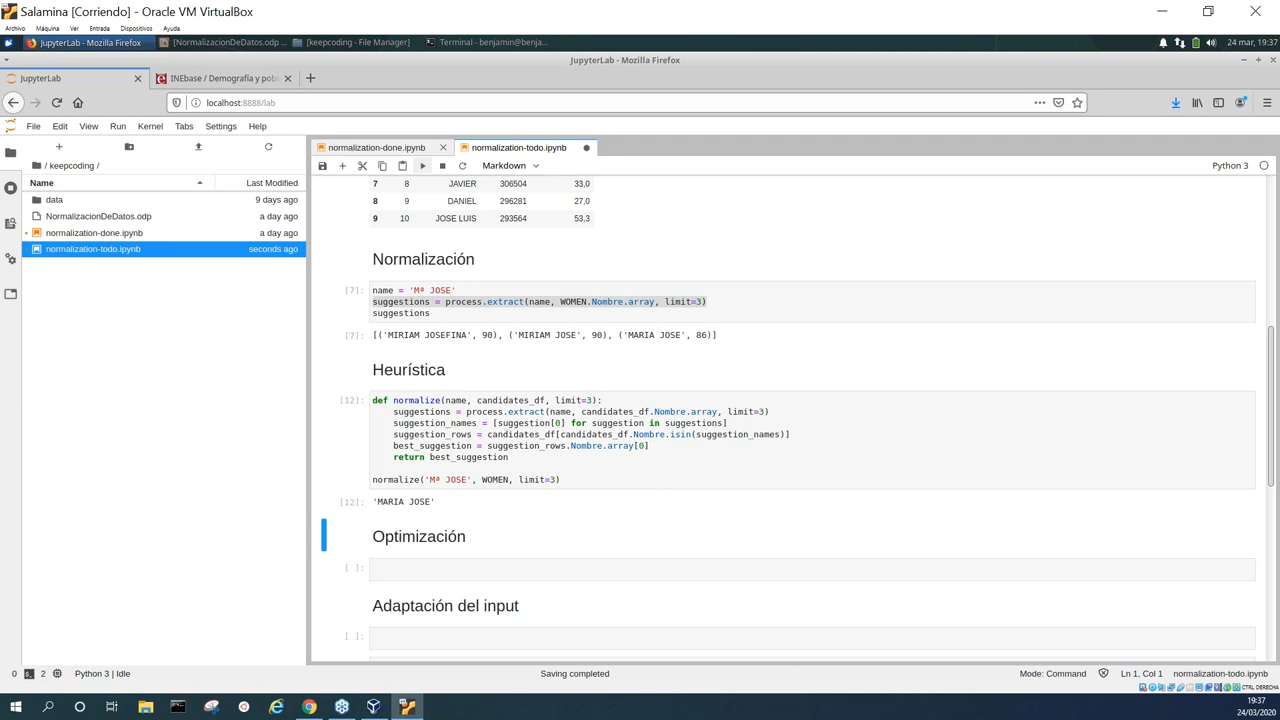 Salamina [Corriendo] - Oracle VM VirtualBox
Archivo Máquina Ver Entrada Dispositivos Ayuda
JupyterLab - Mozilla Firefox [NormalizacionDeDatos.odp ... [keepcoding - File Manager] Terminal - benjamin@benja... 24 mar, 19:37
JupyterLab - Mozilla Firefox
JupyterLab INEbase / Demografía y pobl
localhost:8888/lab
File Edit View Run Kernel Tabs Settings Help
normalization-done.ipynb normalization-todo.ipynb
/ keepcoding / Markdown Python 3
Name Last Modified
data 9 days ago
NormalizacionDeDatos.odp a day ago
normalization-done.ipynb a day ago
normalization-todo.ipynb seconds ago
7 8 JAVIER 306504 33,0
8 9 DANIEL 296281 27,0
9 10 JOSE LUIS 293564 53,3
Normalización
[7]: name = 'Mª JOSE'
suggestions = process.extract(name, WOMEN.Nombre.array, limit=3)
suggestions
[7]: [('MIRIAM JOSEFINA', 90), ('MIRIAM JOSE', 90), ('MARIA JOSE', 86)]
Heurística
[12]: def normalize(name, candidates_df, limit=3):
suggestions = process.extract(name, candidates_df.Nombre.array, limit=3)
suggestion_names = [suggestion[0] for suggestion in suggestions]
suggestion_rows = candidates_df[candidates_df.Nombre.isin(suggestion_names)]
best_suggestion = suggestion_rows.Nombre.array[0]
return best_suggestion
normalize('Mª JOSE', WOMEN, limit=3)
[12]: 'MARIA JOSE'
Optimización
[ ]:
Adaptación del input
[ ]:
0 2 Python 3 | Idle Saving completed Mode: Command Ln 1, Col 1 normalization-todo.ipynb
CTRL DERECHA
19:37
24/03/2020